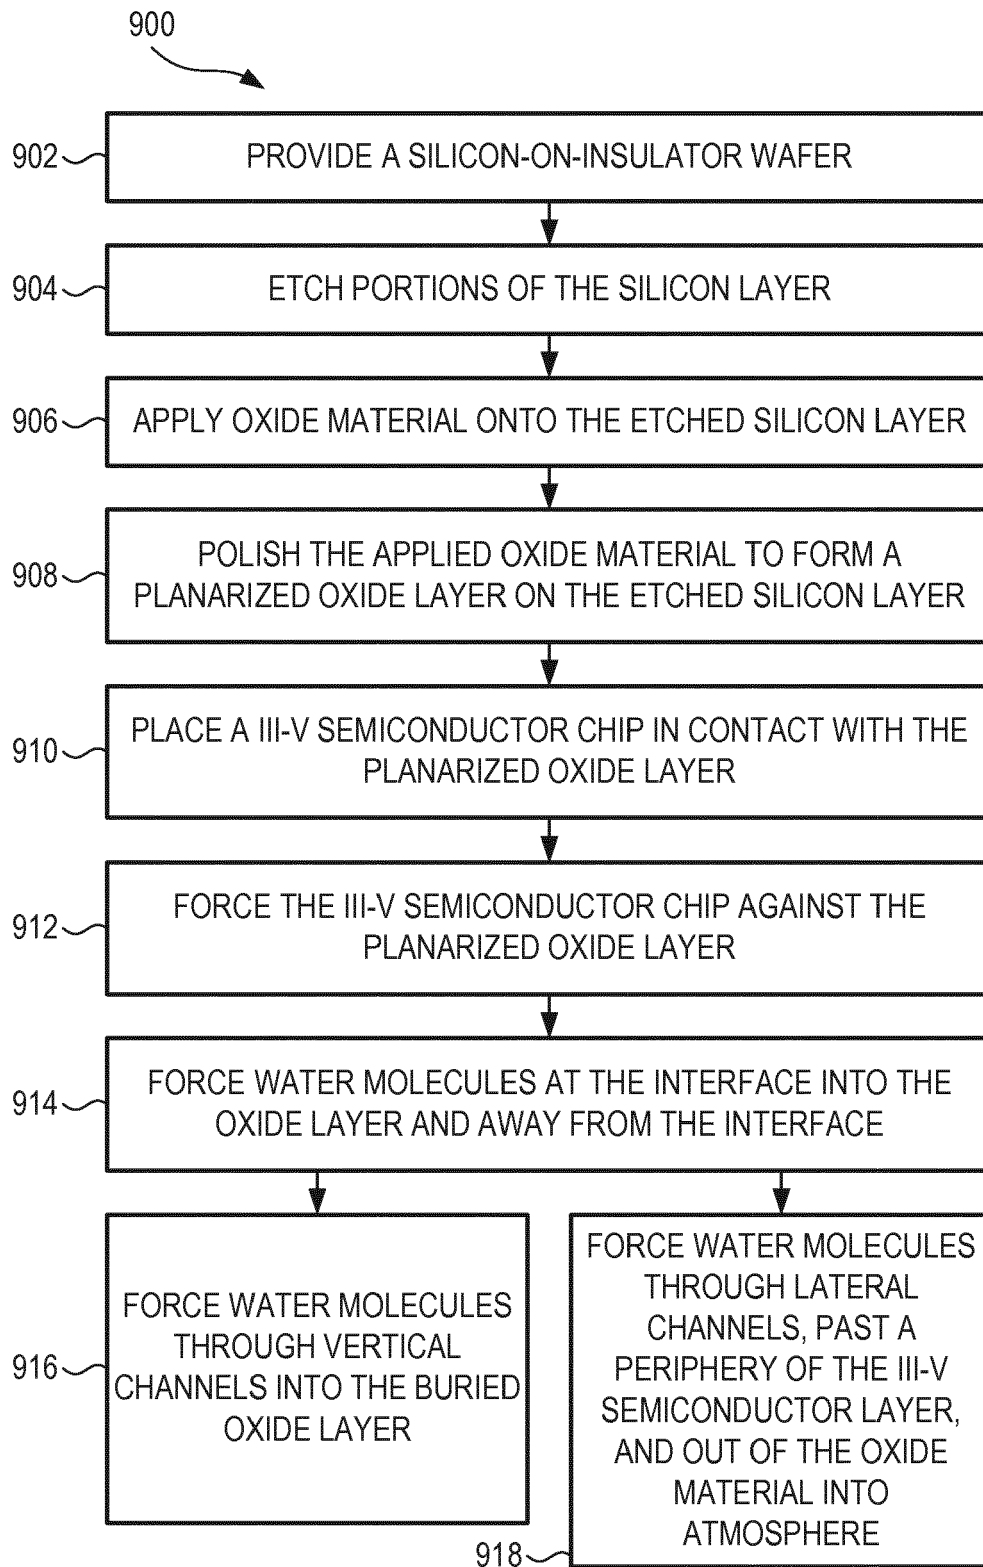 900
902
PROVIDE A SILICON-ON-INSULATOR WAFER
904
ETCH PORTIONS OF THE SILICON LAYER
906
APPLY OXIDE MATERIAL ONTO THE ETCHED SILICON LAYER
908
POLISH THE APPLIED OXIDE MATERIAL TO FORM A
PLANARIZED OXIDE LAYER ON THE ETCHED SILICON LAYER
910
PLACE A III-V SEMICONDUCTOR CHIP IN CONTACT WITH THE
PLANARIZED OXIDE LAYER
912
FORCE THE III-V SEMICONDUCTOR CHIP AGAINST THE
PLANARIZED OXIDE LAYER
914
FORCE WATER MOLECULES AT THE INTERFACE INTO THE
OXIDE LAYER AND AWAY FROM THE INTERFACE
916
FORCE WATER MOLECULES
THROUGH VERTICAL
CHANNELS INTO THE BURIED
OXIDE LAYER
FORCE WATER MOLECULES
THROUGH LATERAL
CHANNELS, PAST A
PERIPHERY OF THE III-V
SEMICONDUCTOR LAYER,
AND OUT OF THE OXIDE
MATERIAL INTO
ATMOSPHERE
918